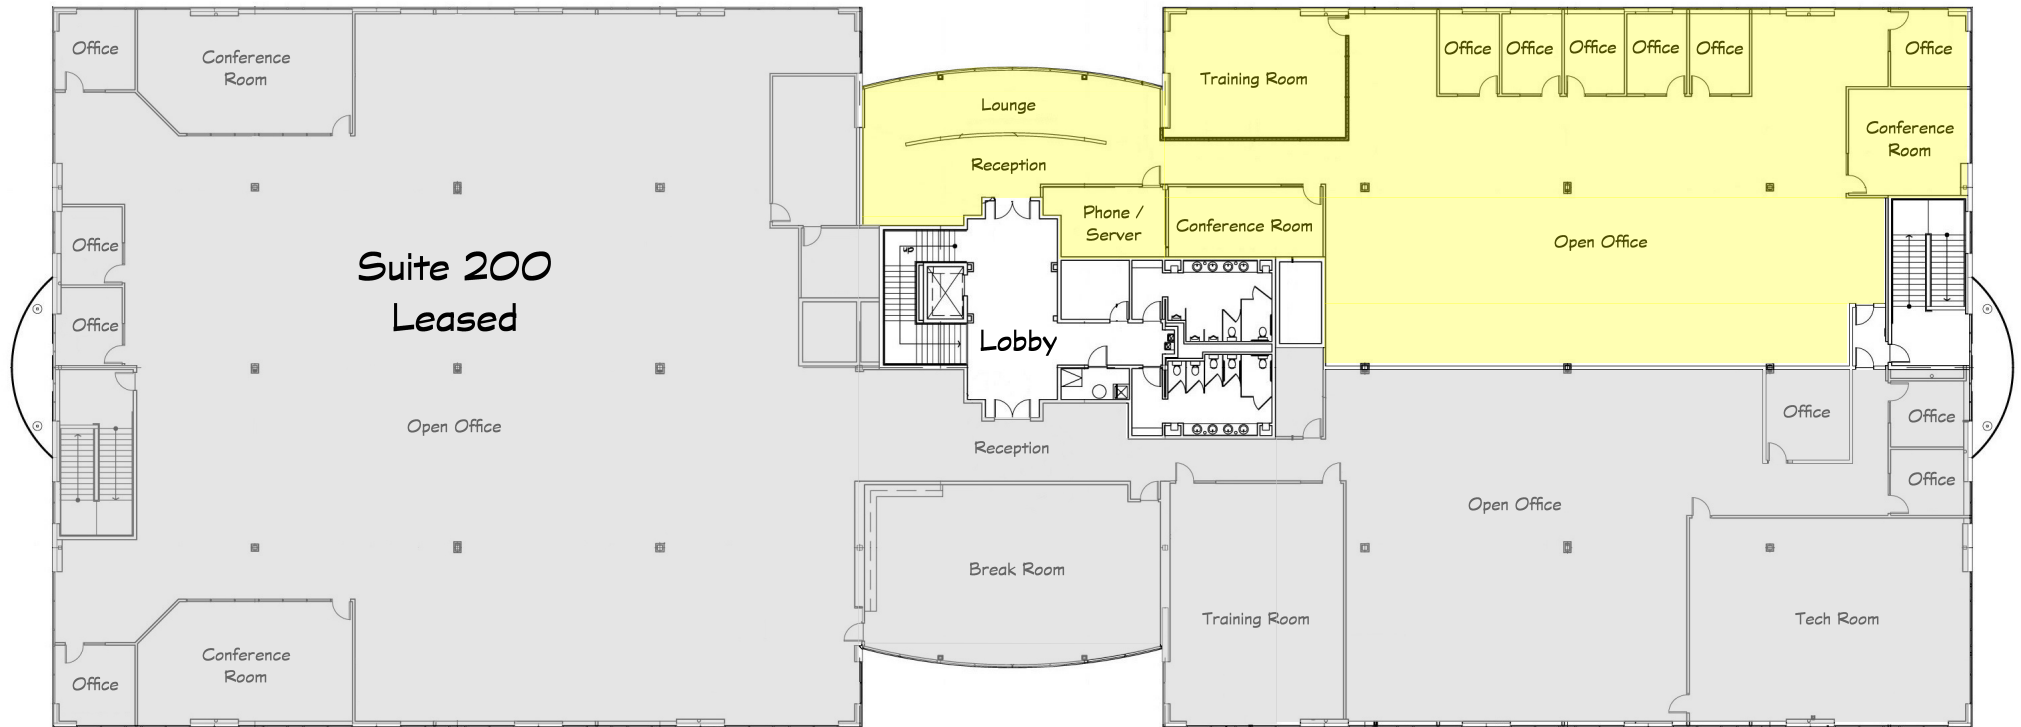 Office
Conference
Room
Lounge
Reception
Training Room
Office
Office
Office
Office
Office
Office
Conference
Room
Phone /
Server
Conference Room
Open Office
Office
Office
Suite 200
Leased
up
Lobby
Open Office
Reception
Office
Office
Office
Open Office
Break Room
Training Room
Tech Room
Conference
Room
Office